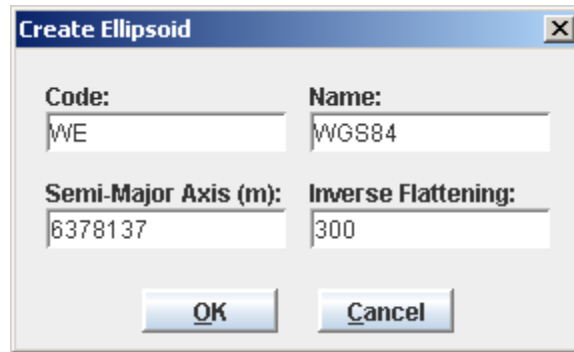 Create Ellipsoid
Code: Name:
WE WGS84
Semi-Major Axis (m): Inverse Flattening:
6378137 300
OK Cancel